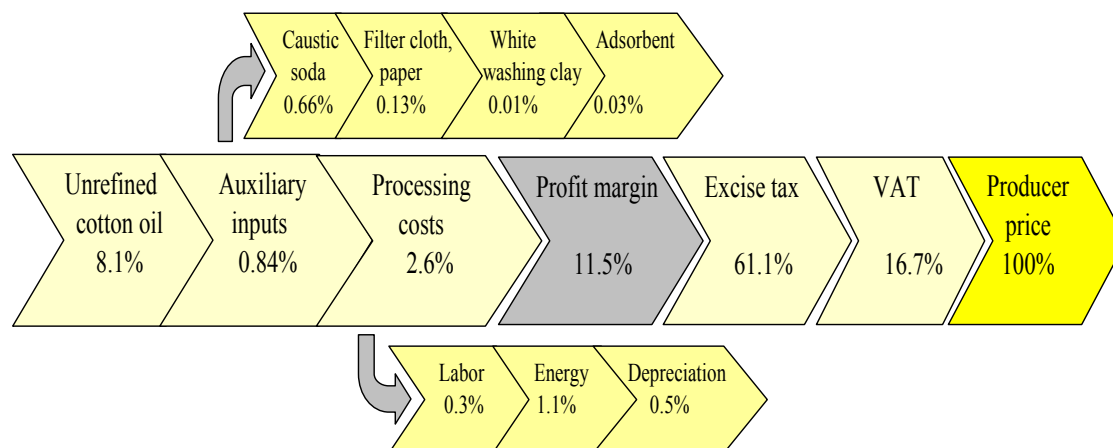 Caustic
soda
0.66%
Filter cloth,
paper
0.13%
White
washing clay
0.01%
Adsorbent
0.03%
Unrefined
cotton oil
8.1%
Auxiliary
inputs
0.84%
Processing
costs
2.6%
Profit margin
11.5%
Excise tax
61.1%
VAT
16.7%
Producer
price
100%
Labor
0.3%
Energy
1.1%
Depreciation
0.5%